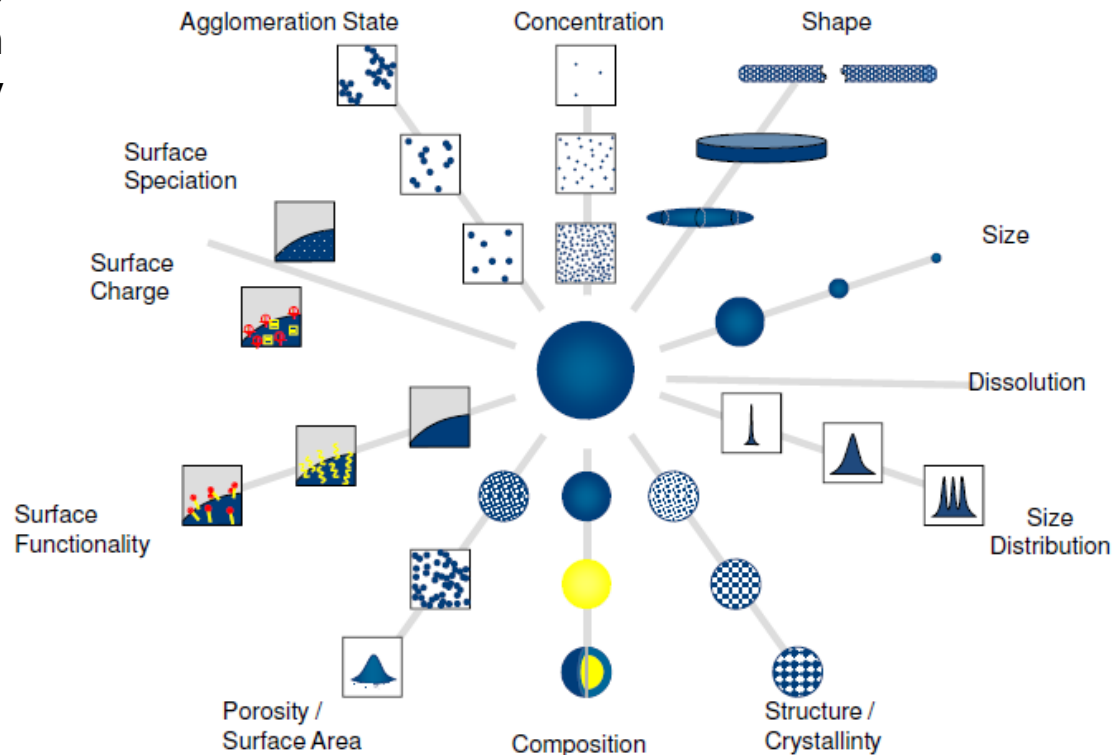 Agglomeration State
Concentration
Shape
Surface
Speciation
Surface
Charge
Size
Dissolution
Surface
Functionality
Size
Distribution
Porosity /
Surface Area
Composition
Structure /
Crystallinty